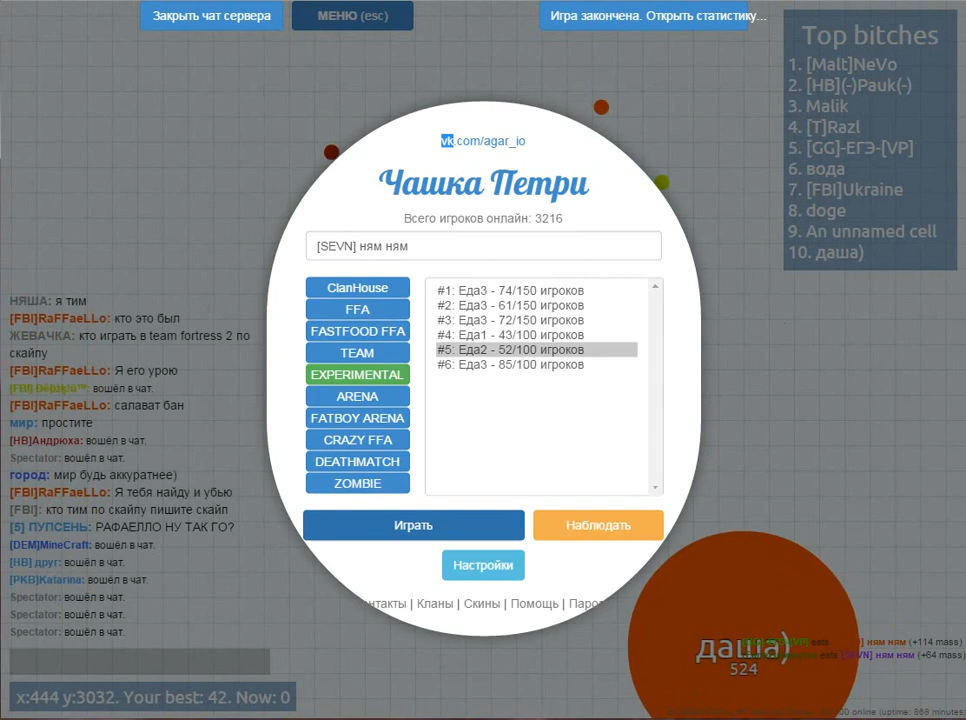 Закрыть чат сервера
МЕНЮ (esc)
Игра закончена. Открыть статистику...
Top bitches
1. [Malt]NeVo
2. [HB](-)Pauk(-)
3. Malik
4. [T]Razl
5. [GG]-ЕГЭ-[VP]
6. вода
7. [FBI]Ukraine
8. doge
9. An unnamed cell
10. даша)
vk.com/agar_io
Чашка Петри
Всего игроков онлайн: 3216
[SEVN] ням ням
ClanHouse
FFA
FASTFOOD FFA
TEAM
EXPERIMENTAL
ARENA
FATBOY ARENA
CRAZY FFA
DEATHMATCH
ZOMBIE
#1: Еда3 - 74/150 игроков
#2: Еда3 - 61/150 игроков
#3: Еда3 - 72/150 игроков
#4: Еда1 - 43/100 игроков
#5: Еда2 - 52/100 игроков
#6: Еда3 - 85/100 игроков
Играть
Наблюдать
Настройки
нтакты | Кланы | Скины | Помощь | Паро
НЯША: я тим
[FBI]RaFFaeLLo: кто это был
ЖЕВАЧКА: кто играть в team fortress 2 по
скайпу
[FBI]RaFFaeLLo: Я его урою
[FBI] вошёл в чат.
[FBI]RaFFaeLLo: салават бан
мир: простите
[HB]Андрюха: вошёл в чат.
Spectator: вошёл в чат.
город: мир будь аккуратнее)
[FBI]RaFFaeLLo: Я тебя найду и убью
[FBI]: кто тим по скайпу пишите скайп
[5] ПУПСЕНЬ: РАФАЕЛЛО НУ ТАК ГО?
[DEM]MineCraft: вошёл в чат.
[HB] друг: вошёл в чат.
[PKB]Katarina: вошёл в чат.
Spectator: вошёл в чат.
Spectator: вошёл в чат.
Spectator: вошёл в чат.
x:444 y:3032. Your best: 42. Now: 0
даша)
524
eats ням ням (+114 mass)
eats [SEVN] ням ням (+64 mass)
online (uptime: 868 minutes)